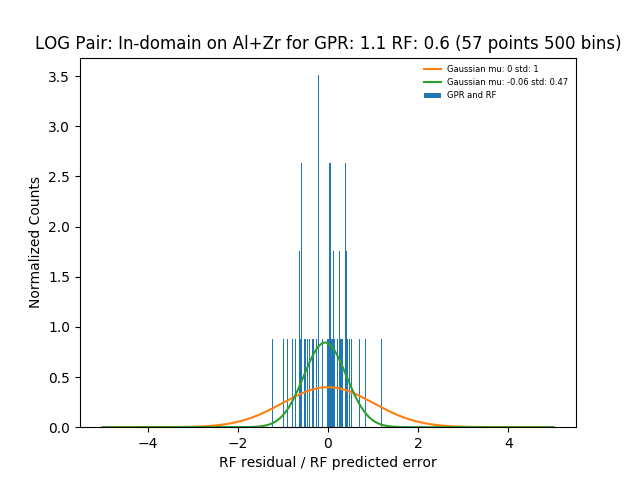 LOG Pair: In-domain on Al+Zr for GPR: 1.1 RF: 0.6 (57 points 500 bins)
Gaussian mu: 0 std: 1
Gaussian mu: -0.06 std: 0.47
GPR and RF
Normalized Counts
3.5
3.0
2.5
2.0
1.5
1.0
0.5
0.0
−4 −2 0 2 4
RF residual / RF predicted error